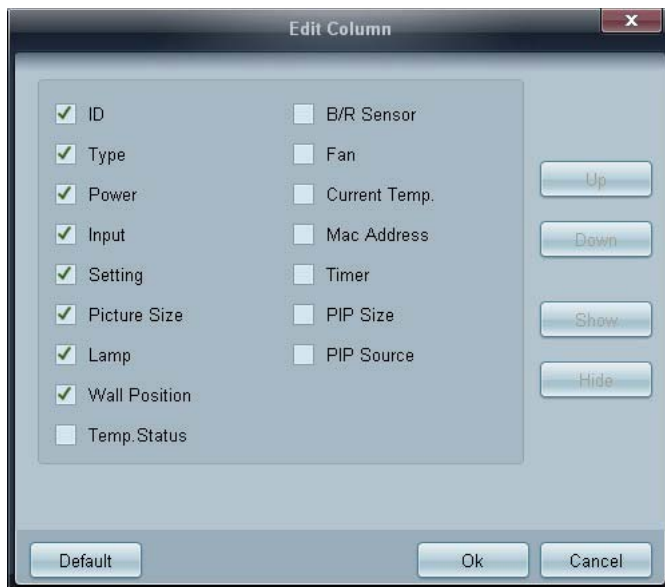 Edit Column
x
ID
Type
Power
Input
Setting
Picture Size
Lamp
Wall Position
Temp.Status
B/R Sensor
Fan
Current Temp.
Mac Address
Timer
PIP Size
PIP Source
Up
Down
Show
Hide
Default
Ok
Cancel